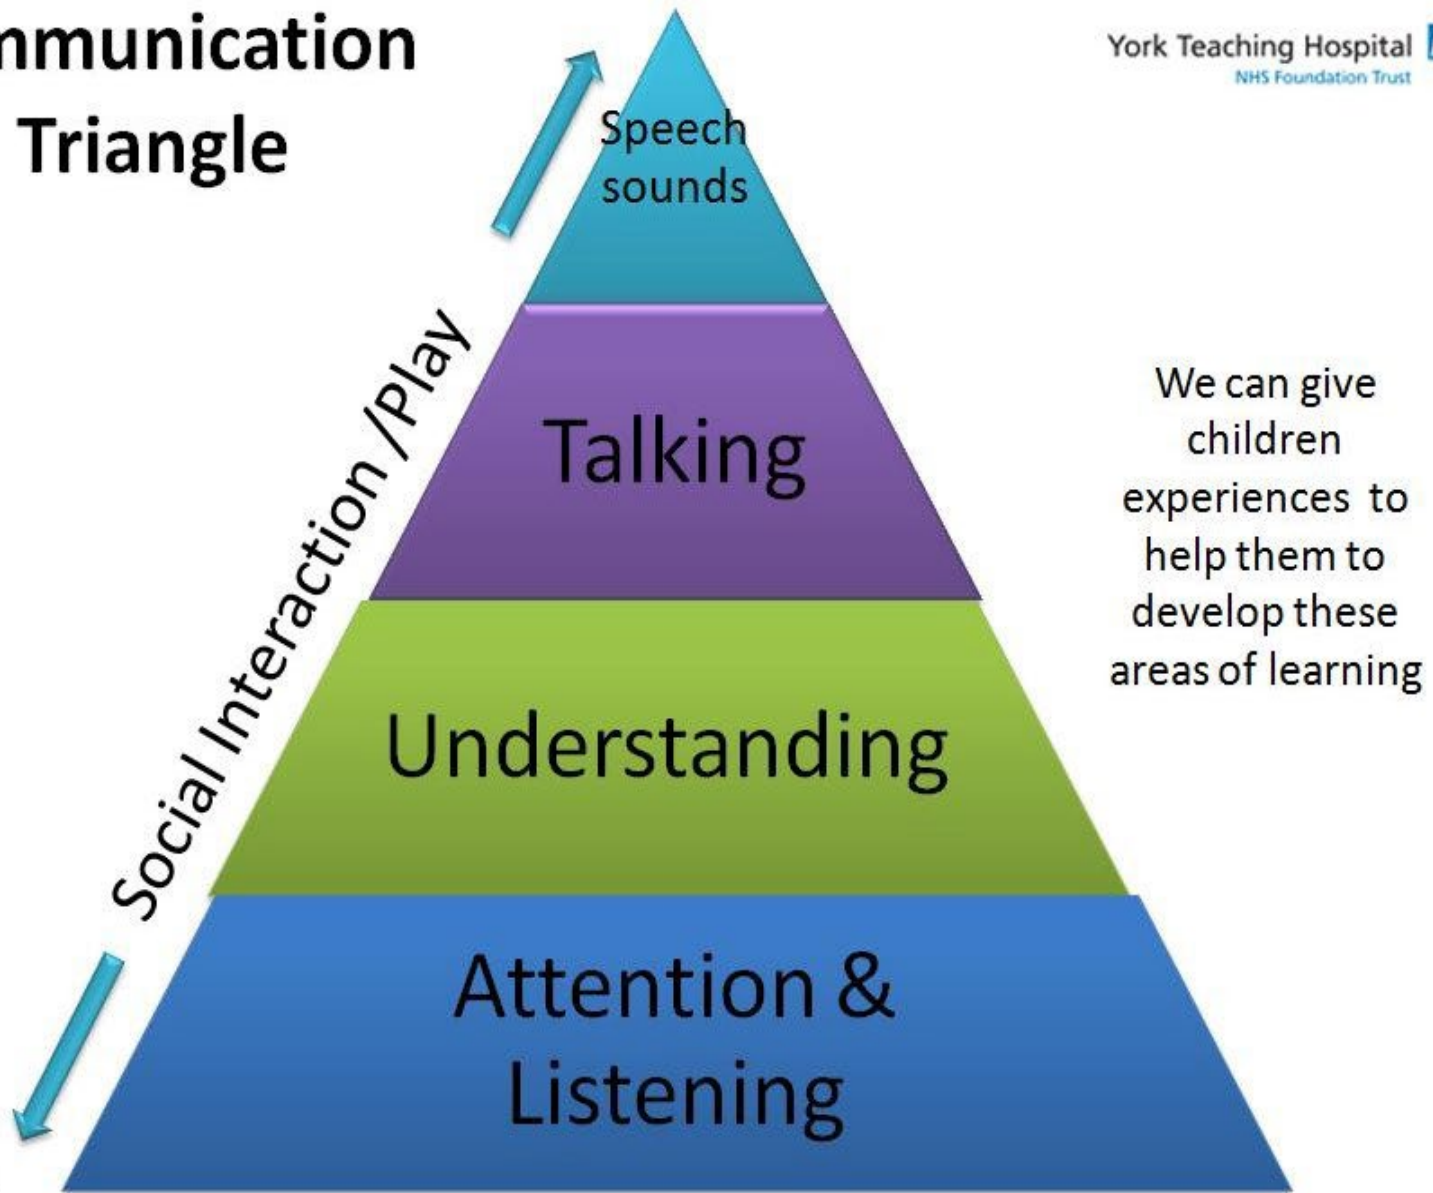 mmunication
Triangle
York Teaching Hospital
NHS Foundation Trust
Speech
sounds
Talking
Understanding
Attention &
Listening
Social Interaction /Play
We can give
children
experiences to
help them to
develop these
areas of learning